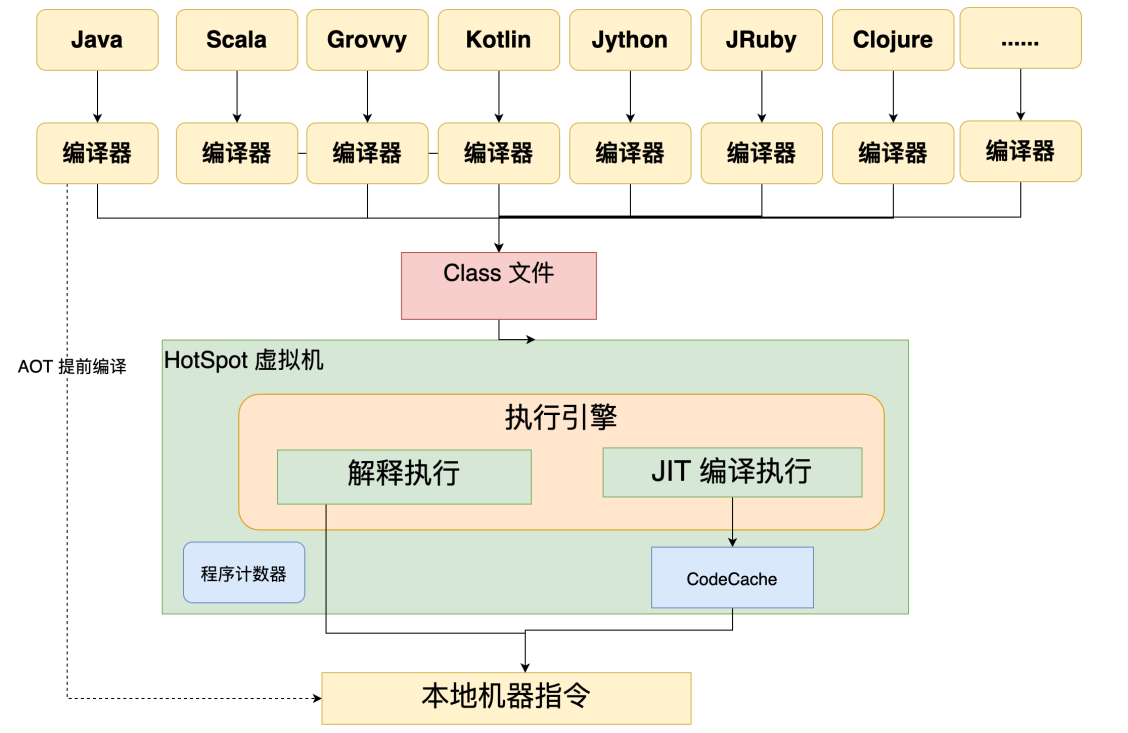 Java
Scala
Grovvy
Kotlin
Jython
JRuby
Clojure
......
编译器
编译器
编译器
编译器
编译器
编译器
编译器
编译器
Class 文件
AOT 提前编译
HotSpot 虚拟机
执行引擎
解释执行
JIT 编译执行
程序计数器
CodeCache
本地机器指令